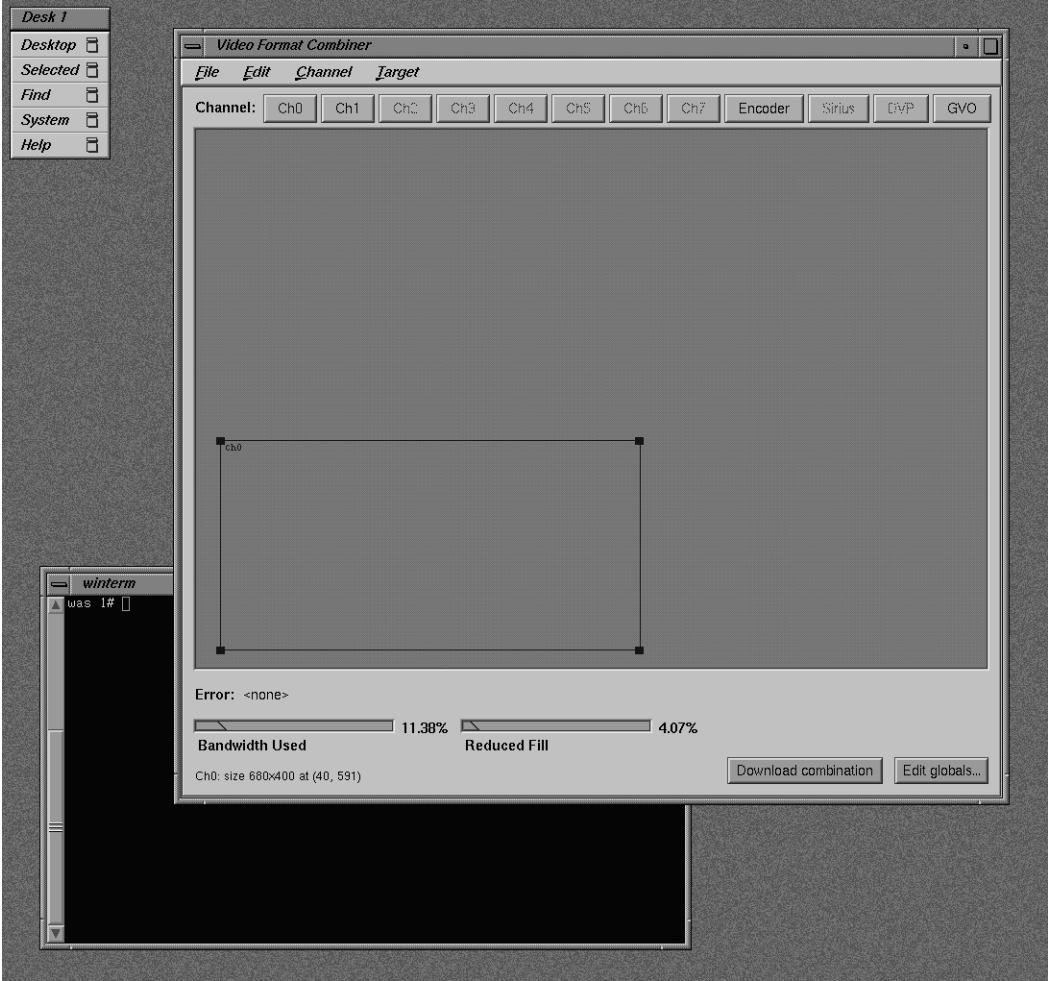 Desk 1
Desktop
Selected
Find
System
Help
Video Format Combiner
File Edit Channel Target
Channel: Ch0 Ch1 Ch2 Ch3 Ch4 Ch5 Ch6 Ch7 Encoder Sirius DVP GVO
Ch0
winterm
was 1#
Error: <none>
11.38% 4.07%
Bandwidth Used Reduced Fill
Ch0: size 680x400 at (40, 591)
Download combination Edit globals...